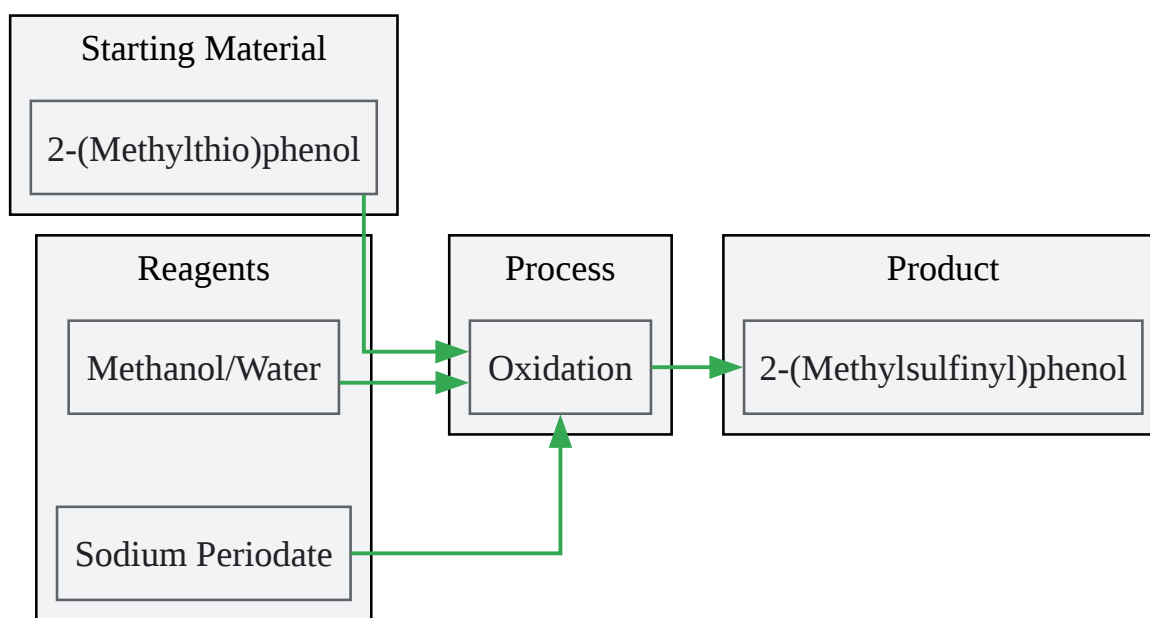 Starting Material
2-(Methylthio)phenol
Reagents
Methanol/Water
Sodium Periodate
Process
Oxidation
Product
2-(Methylsulfinyl)phenol